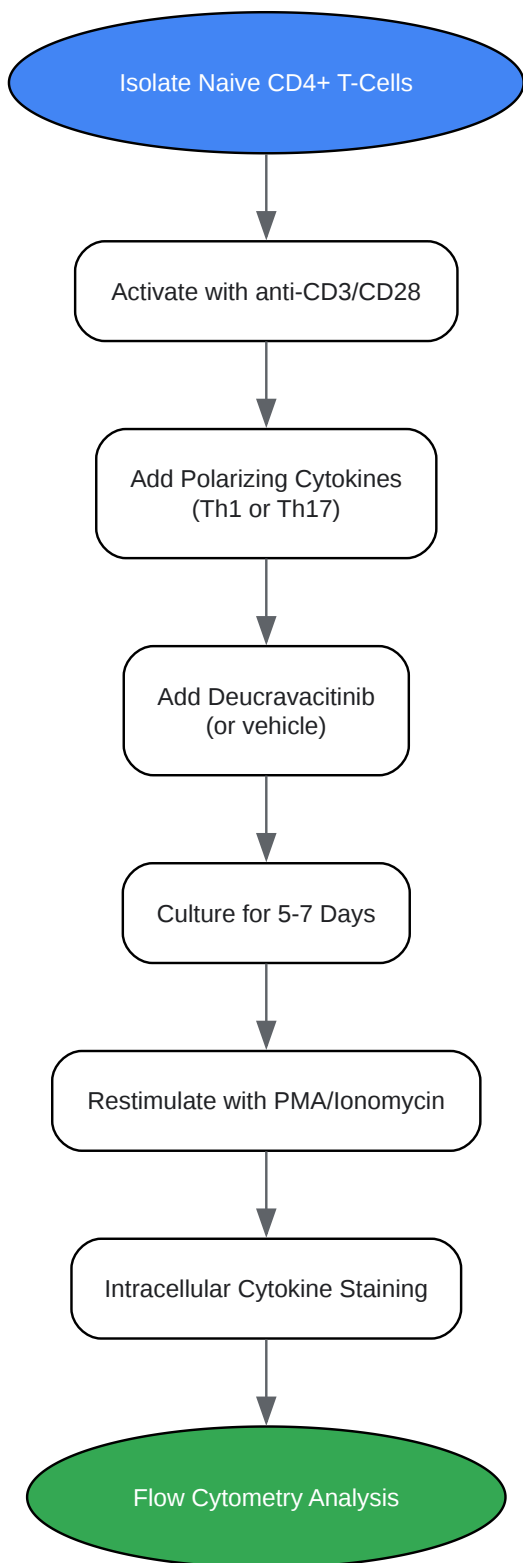 Isolate Naive CD4+ T-Cells
Activate with anti-CD3/CD28
Add Polarizing Cytokines
(Th1 or Th17)
Add Deucravacitinib
(or vehicle)
Culture for 5-7 Days
Restimulate with PMA/Ionomycin
Intracellular Cytokine Staining
Flow Cytometry Analysis